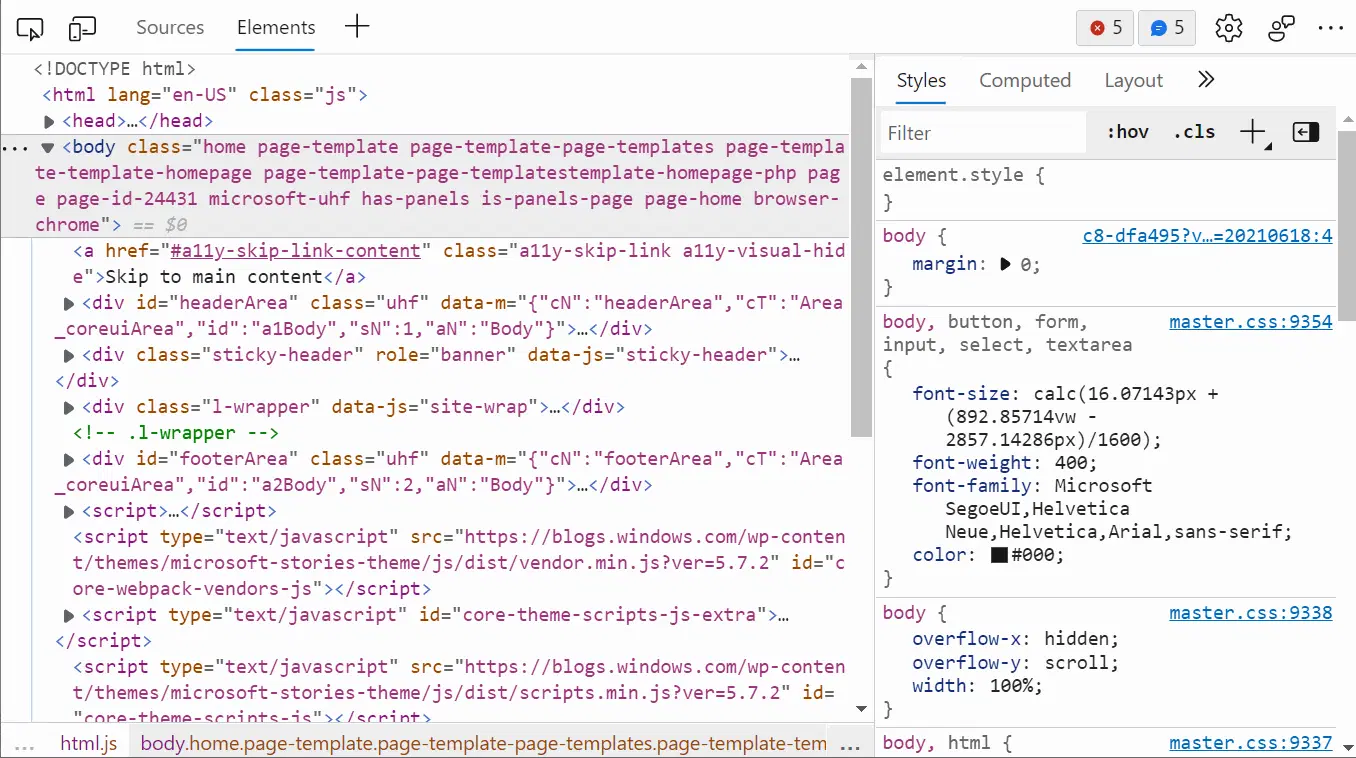 Sources Elements 5 5
<!DOCTYPE html>
<html lang="en-US" class="js">
<head>…</head>
… <body class="home page-template page-template-page-templates page-templa
te-template-homepage page-template-page-templatestemplate-homepage-php pag
e page-id-24431 microsoft-uhf has-panels is-panels-page page-home browser-
chrome"> == $0
<a href="#a11y-skip-link-content" class="a11y-skip-link a11y-visual-hid
e">Skip to main content</a>
<div id="headerArea" class="uhf" data-m="{"cN":"headerArea","cT":"Area
_coreuiArea","id":"a1Body","sN":1,"aN":"Body"}">…</div>
<div class="sticky-header" role="banner" data-js="sticky-header">…
</div>
<div class="l-wrapper" data-js="site-wrap">…</div>
<!-- .l-wrapper -->
<div id="footerArea" class="uhf" data-m="{"cN":"footerArea","cT":"Area
_coreuiArea","id":"a2Body","sN":2,"aN":"Body"}">…</div>
<script>…</script>
<script type="text/javascript" src="https://blogs.windows.com/wp-conten
t/themes/microsoft-stories-theme/js/dist/vendor.min.js?ver=5.7.2" id="c
ore-webpack-vendors-js"></script>
<script type="text/javascript" id="core-theme-scripts-js-extra">…
</script>
<script type="text/javascript" src="https://blogs.windows.com/wp-conten
t/themes/microsoft-stories-theme/js/dist/scripts.min.js?ver=5.7.2" id=
"core-theme-scripts-js"></script>
… html.js body.home.page-template.page-template-page-templates.page-template-tem …
Styles Computed Layout
Filter :hov .cls
element.style {
}
body { c8-dfa495?v…=20210618:4
margin: 0;
}
body, button, form, master.css:9354
input, select, textarea
{
font-size: calc(16.07143px +
(892.85714vw -
2857.14286px)/1600);
font-weight: 400;
font-family: Microsoft
SegoeUI,Helvetica
Neue,Helvetica,Arial,sans-serif;
color: #000;
}
body { master.css:9338
overflow-x: hidden;
overflow-y: scroll;
width: 100%;
}
body, html { master.css:9337